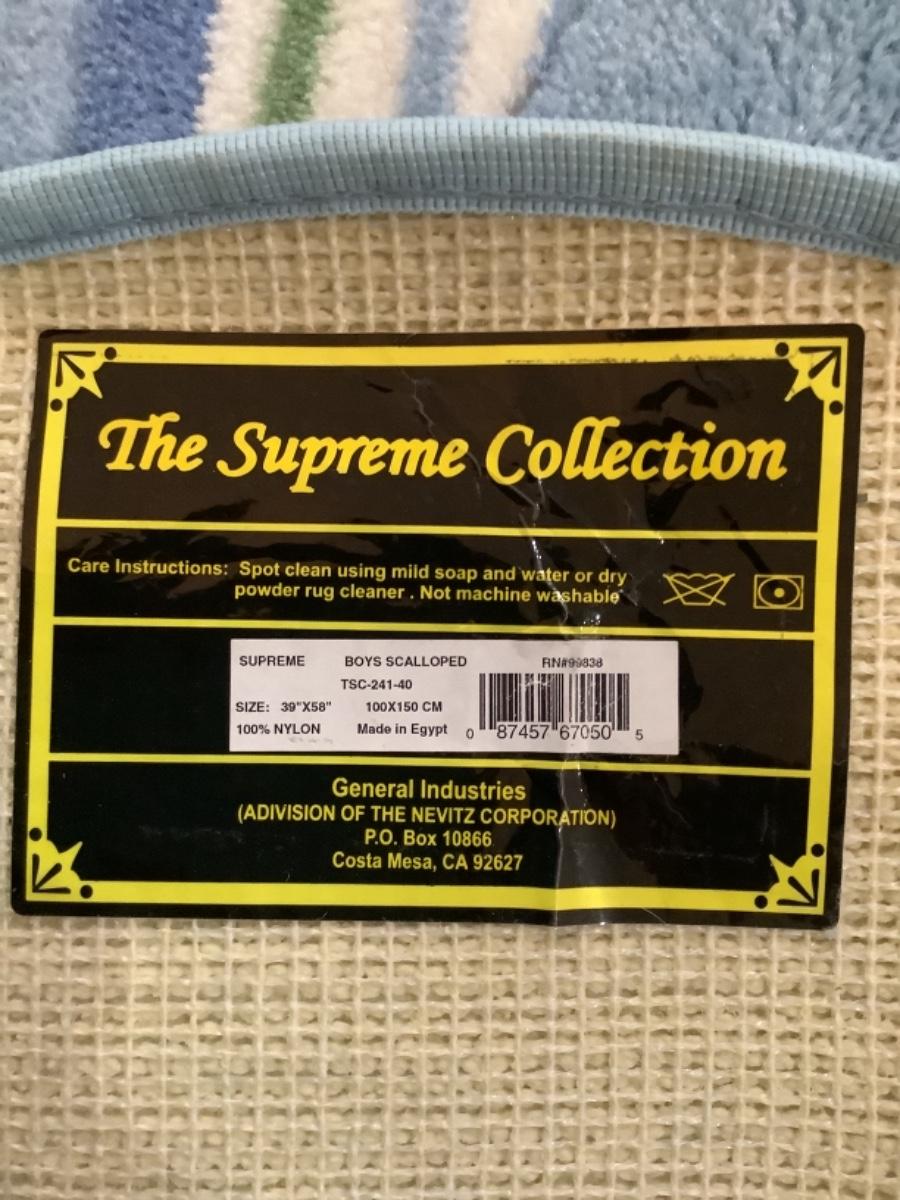 The Supreme Collection
Care Instructions: Spot clean using mild soap and water or dry
powder rug cleaner . Not machine washable
SUPREME BOYS SCALLOPED RN#99838
TSC-241-40
SIZE: 39"X58" 100X150 CM
100% NYLON Made in Egypt 0 87457 67050 5
General Industries
(ADIVISION OF THE NEVITZ CORPORATION)
P.O. Box 10866
Costa Mesa, CA 92627